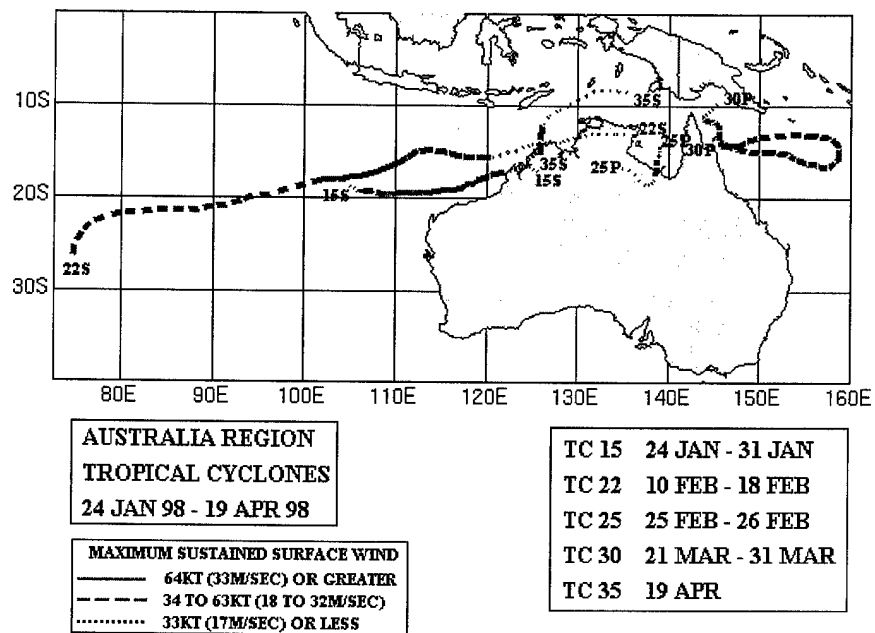 10S
35S
30P
22S
25P
30P
35S
25P
15S
15S
20S
22S
30S
80E 90E 100E 110E 120E 130E 140E 150E 160E
AUSTRALIA REGION
TROPICAL CYCLONES
24 JAN 98 - 19 APR 98
MAXIMUM SUSTAINED SURFACE WIND
64KT (33M/SEC) OR GREATER
34 TO 63KT (18 TO 32M/SEC)
33KT (17M/SEC) OR LESS
TC 15 24 JAN - 31 JAN
TC 22 10 FEB - 18 FEB
TC 25 25 FEB - 26 FEB
TC 30 21 MAR - 31 MAR
TC 35 19 APR